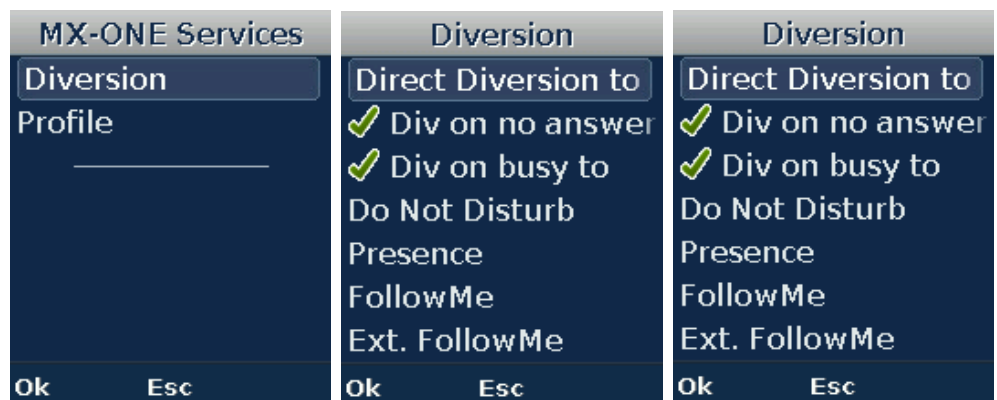 MX-ONE Services
Diversion
Profile
Ok Esc
Diversion
Direct Diversion to
Div on no answer
Div on busy to
Do Not Disturb
Presence
FollowMe
Ext. FollowMe
Ok Esc
Diversion
Direct Diversion to
Div on no answer
Div on busy to
Do Not Disturb
Presence
FollowMe
Ext. FollowMe
Ok Esc